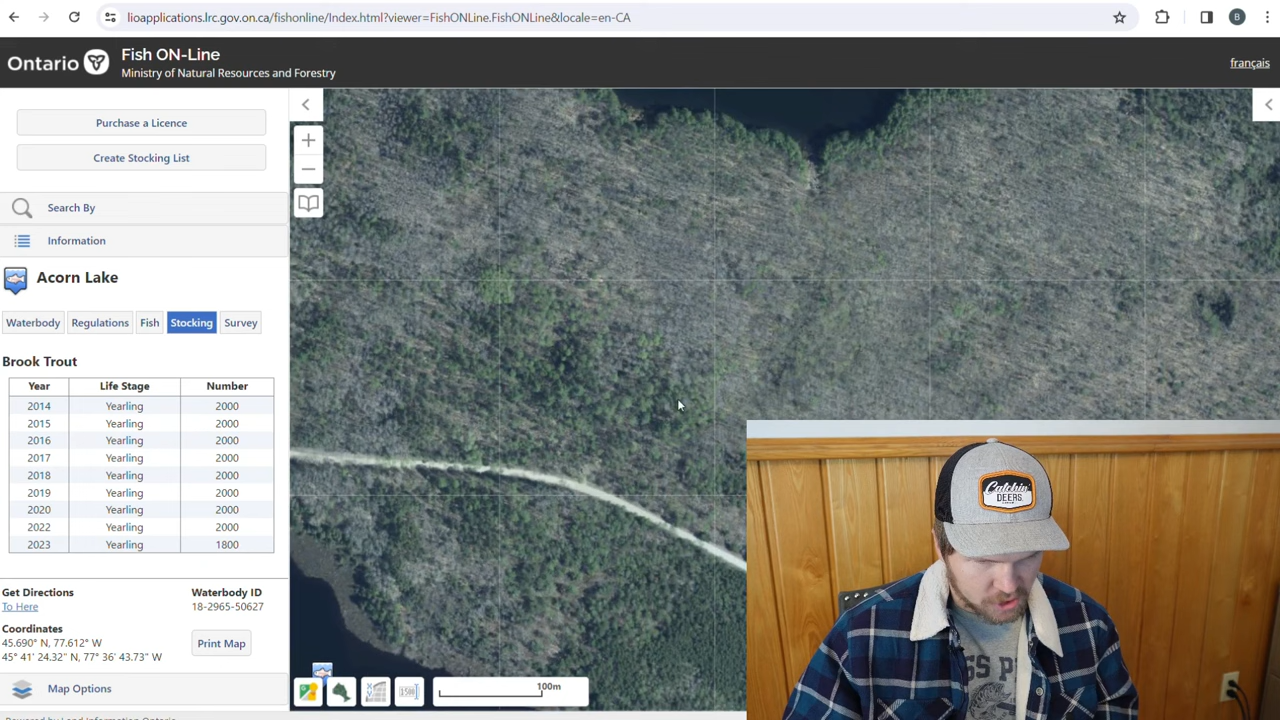 lioapplications.lrc.gov.on.ca/fishonline/Index.html?viewer=FishONLine.FishONLine&locale=en-CA
B
Ontario
Fish ON-Line
Ministry of Natural Resources and Forestry
français
Purchase a Licence
Create Stocking List
Search By
Information
Acorn Lake
Waterbody Regulations Fish Stocking Survey
Brook Trout
Year Life Stage Number
2014 Yearling 2000
2015 Yearling 2000
2016 Yearling 2000
2017 Yearling 2000
2018 Yearling 2000
2019 Yearling 2000
2020 Yearling 2000
2022 Yearling 2000
2023 Yearling 1800
Get Directions
To Here
Waterbody ID
18-2965-50627
Coordinates
45.690° N, 77.612° W
45° 41' 24.32" N, 77° 36' 43.73" W
Print Map
Map Options
Powered by Land Information Ontario
100m
Catchin'
DEERS